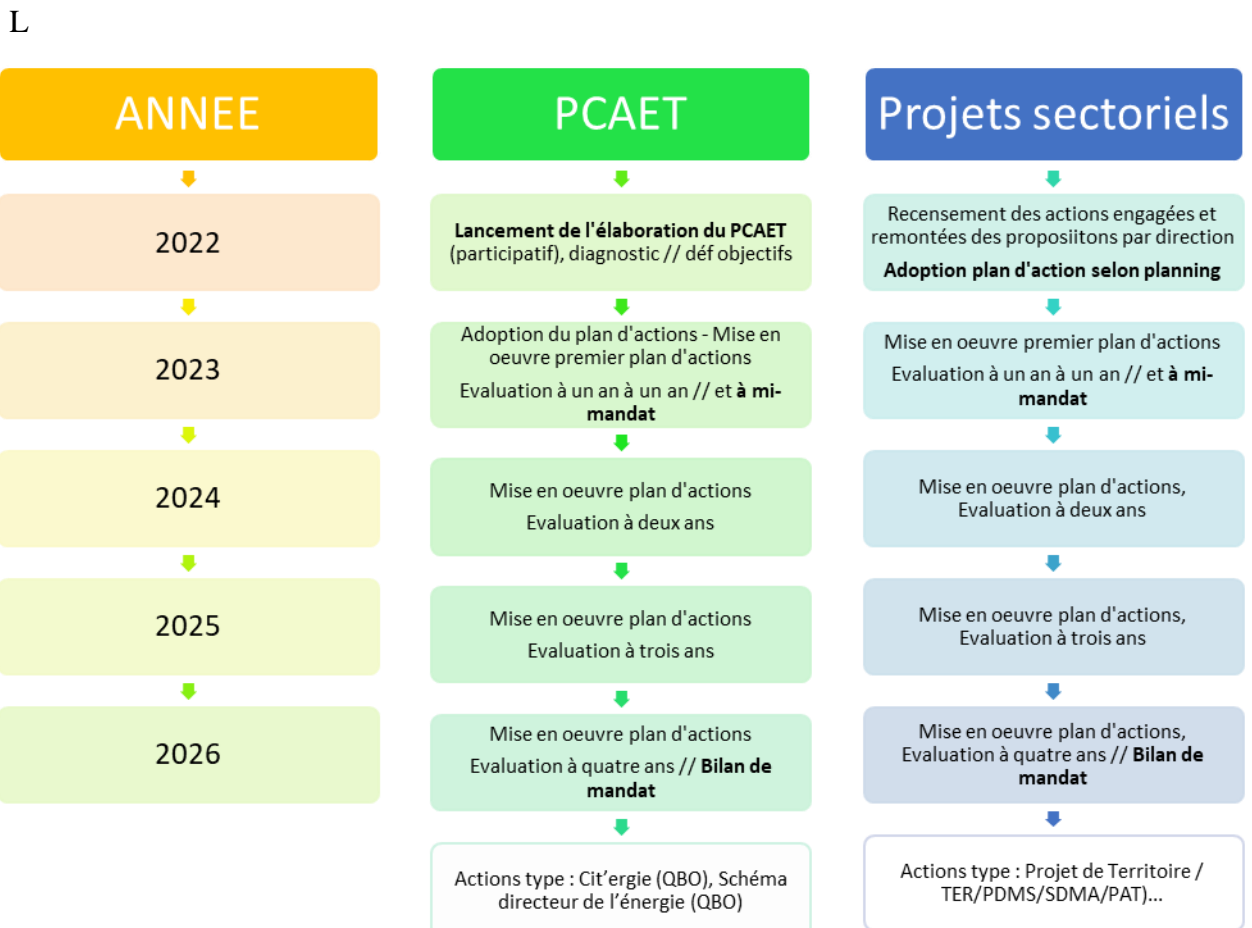 L
ANNEE
2022
2023
2024
2025
2026
PCAET
Lancement de l'élaboration du PCAET
(participatif), diagnostic // déf objectifs
Adoption du plan d'actions - Mise en
oeuvre premier plan d'actions
Evaluation à un an à un an // et à mi-
mandat
Mise en oeuvre plan d'actions
Evaluation à deux ans
Mise en oeuvre plan d'actions
Evaluation à trois ans
Mise en oeuvre plan d'actions
Evaluation à quatre ans // Bilan de
mandat
Actions type : Cit’ergie (QBO), Schéma
directeur de l’énergie (QBO)
Projets sectoriels
Recensement des actions engagées et
remontées des proposiitons par direction
Adoption plan d'action selon planning
Mise en oeuvre premier plan d'actions
Evaluation à un an à un an // et à mi-
mandat
Mise en oeuvre plan d'actions,
Evaluation à deux ans
Mise en oeuvre plan d'actions,
Evaluation à trois ans
Mise en oeuvre plan d'actions,
Evaluation à quatre ans // Bilan de
mandat
Actions type : Projet de Territoire /
TER/PDMS/SDMA/PAT)...